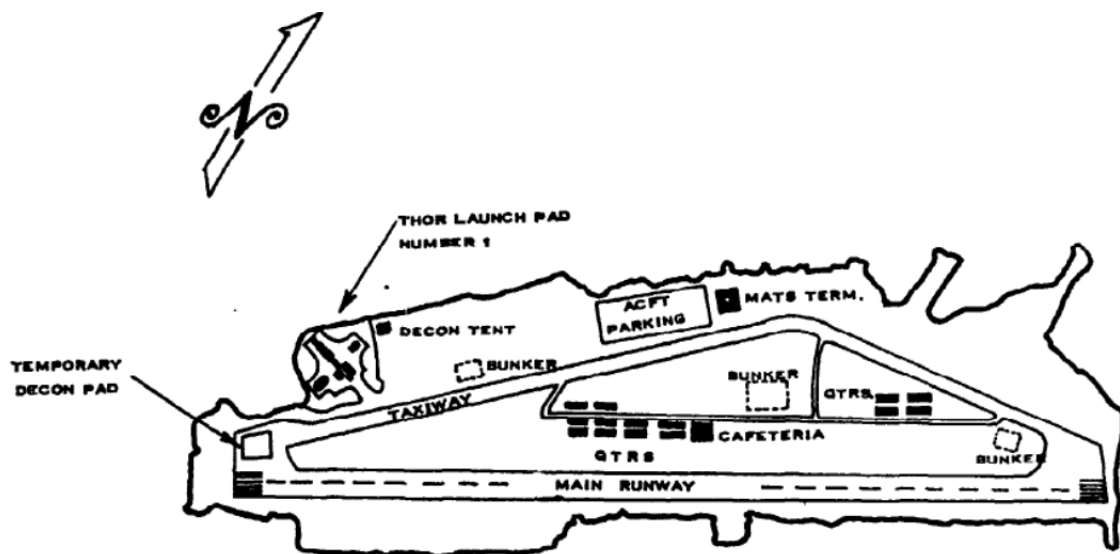 N
THOR LAUNCH PAD
NUMBER 1
ACFT
PARKING
MATS TERM.
DECON TENT
TEMPORARY
DECON PAD
BUNKER
BUNKER
TAXIWAY
QTRS.
CAFETERIA
QTRS
BUNKER
MAIN RUNWAY